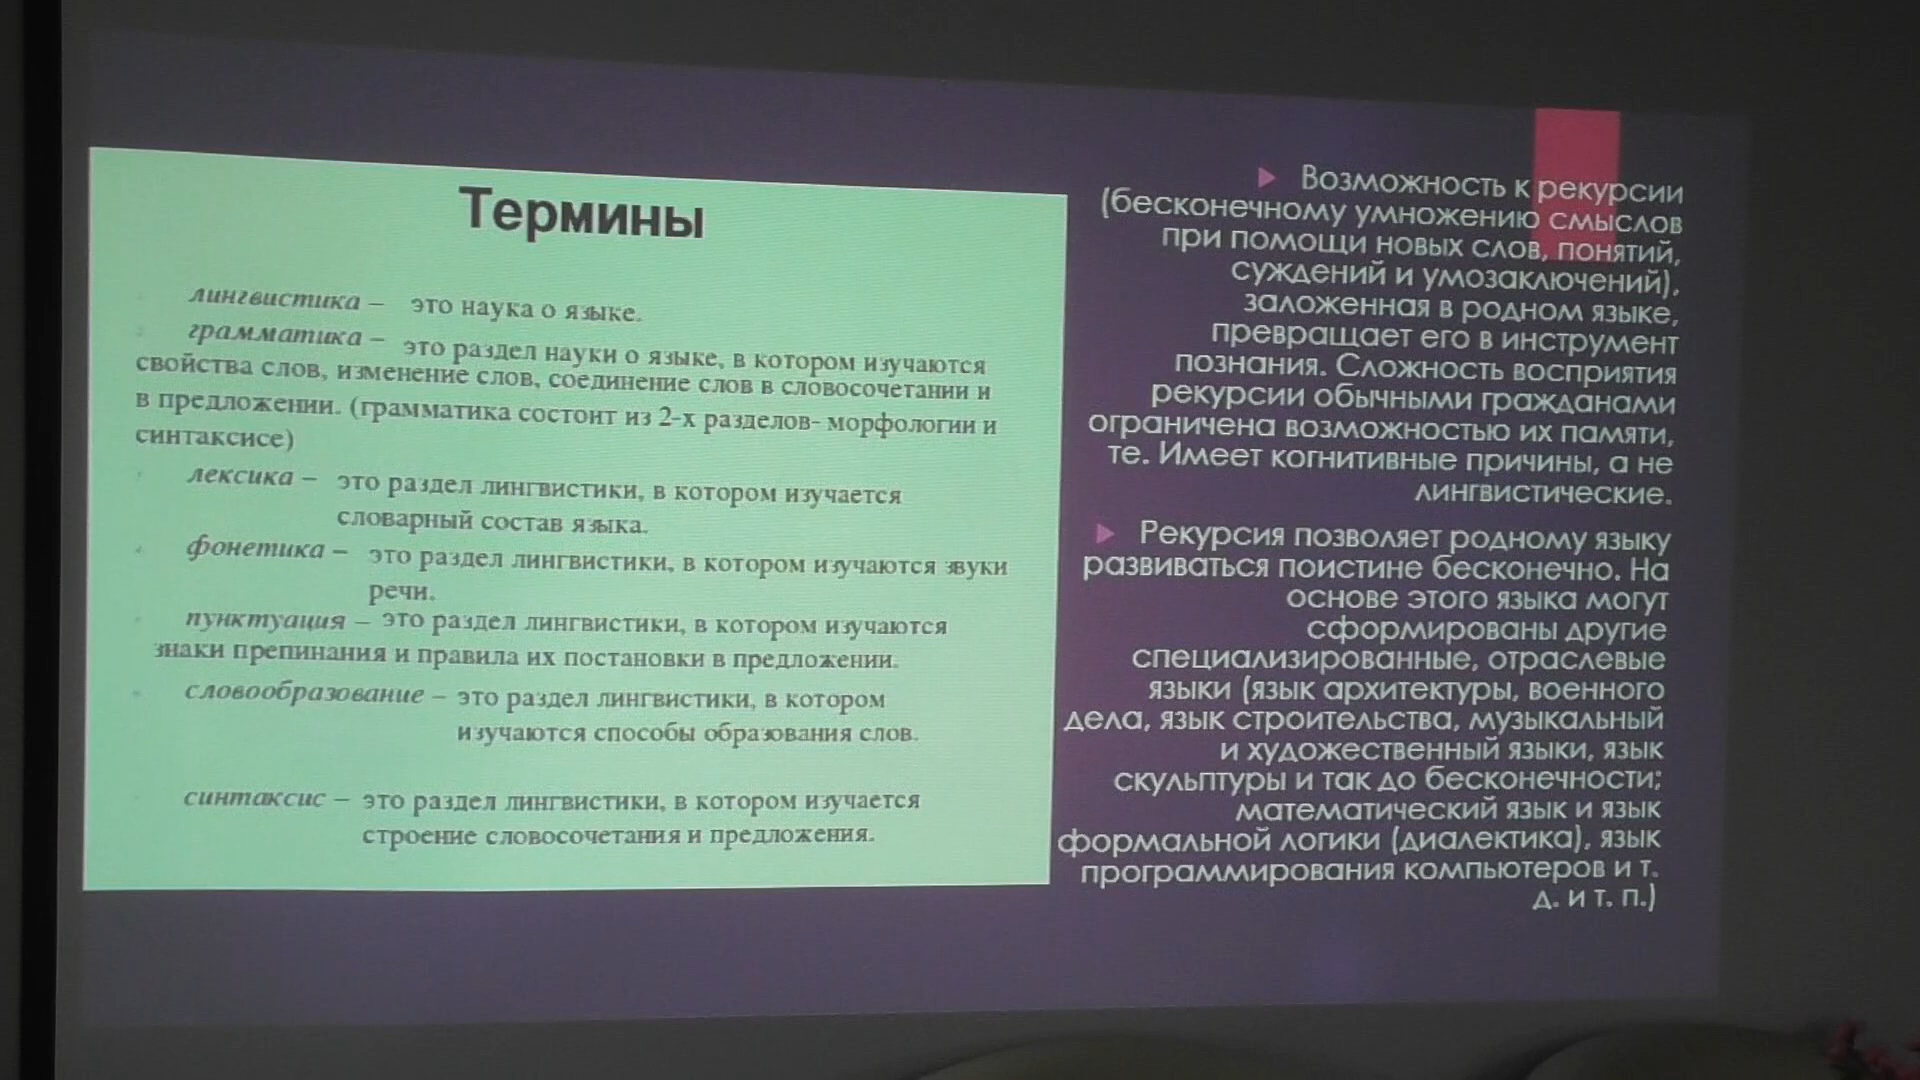 Термины
лингвистика – это наука о языке.
грамматика – это раздел науки о языке, в котором изучаются
свойства слов, изменение слов, соединение слов в словосочетании и
в предложении. (грамматика состоит из 2-х разделов- морфологии и
синтаксисе)
лексика – это раздел лингвистики, в котором изучается
словарный состав языка.
фонетика – это раздел лингвистики, в котором изучаются звуки
речи.
пунктуация – это раздел лингвистики, в котором изучаются
знаки препинания и правила их постановки в предложении.
словообразование – это раздел лингвистики, в котором
изучаются способы образования слов.
синтаксис – это раздел лингвистики, в котором изучается
строение словосочетания и предложения.
Возможность к рекурсии
(бесконечному умножению смыслов
при помощи новых слов, понятий,
суждений и умозаключений),
заложенная в родном языке,
превращает его в инструмент
познания. Сложность восприятия
рекурсии обычными гражданами
ограничена возможностью их памяти,
те. Имеет когнитивные причины, а не
лингвистические.
Рекурсия позволяет родному языку
развиваться поистине бесконечно. На
основе этого языка могут
сформированы другие
специализированные, отраслевые
языки (язык архитектуры, военного
дела, язык строительства, музыкальный
и художественный языки, язык
скульптуры и так до бесконечности;
математический язык и язык
формальной логики (диалектика), язык
программирования компьютеров и т.
д. и т. п.)